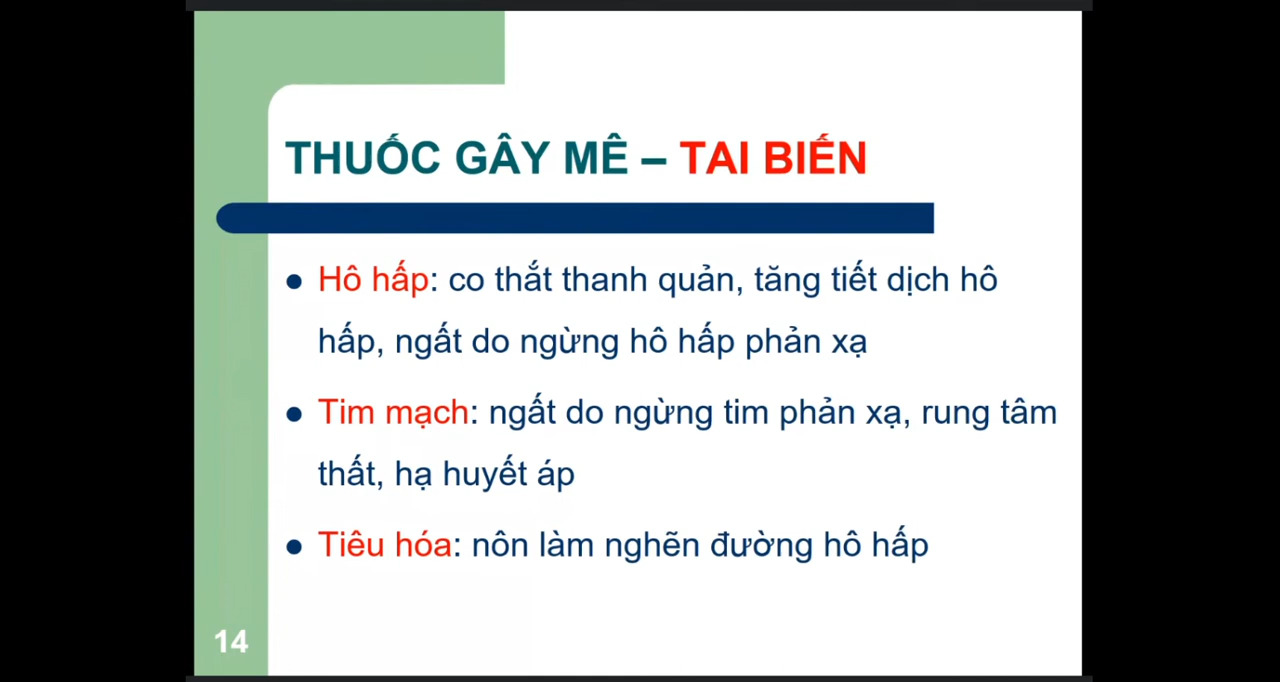 THUỐC GÂY MÊ – TAI BIẾN
● Hô hấp: co thắt thanh quản, tăng tiết dịch hô
hấp, ngất do ngừng hô hấp phản xạ
● Tim mạch: ngất do ngừng tim phản xạ, rung tâm
thất, hạ huyết áp
● Tiêu hóa: nôn làm nghẽn đường hô hấp
14